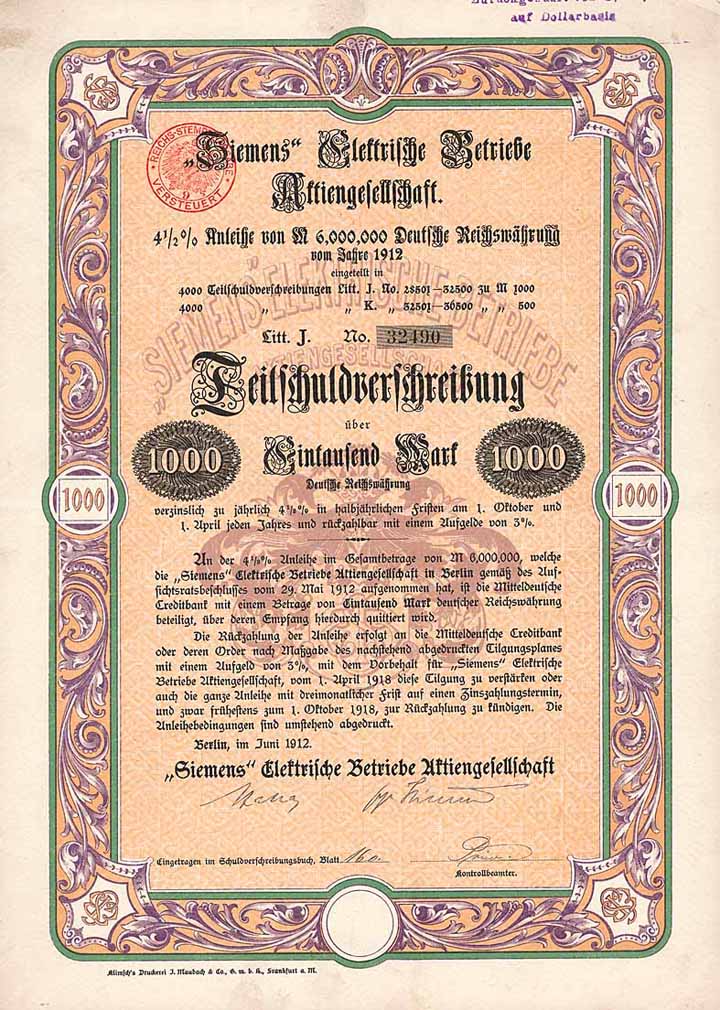 auf Dollarbasis
REICHS-STEMPELABGABE
VERSTEUERT
„Siemens“ Elektrische Betriebe
Aktiengesellschaft.
4½% Anleihe von M 6,000,000 Deutsche Reichswährung
vom Jahre 1912
eingeteilt in
4000 Teilschuldverschreibungen Litt. J. No. 28501—32500 zu M 1000
4000 „ „ K. „ 32501—36500 „ „ 500
Litt. J. No. 32490
Teilschuldverschreibung
über
1000 Eintausend Mark 1000
Deutsche Reichswährung
1000 1000
verzinslich zu jährlich 4½% in halbjährlichen Fristen am 1. Oktober und
1. April jeden Jahres und rückzahlbar mit einem Aufgelde von 3%.
An der 4½% Anleihe im Gesamtbetrage von M 6,000,000, welche
die „Siemens“ Elektrische Betriebe Aktiengesellschaft in Berlin gemäß des Auf-
sichtsratsbeschlusses vom 29. Mai 1912 aufgenommen hat, ist die Mitteldeutsche
Creditbank mit einem Betrage von Eintausend Mark deutscher Reichswährung
beteiligt, über deren Empfang hierdurch quittiert wird.
Die Rückzahlung der Anleihe erfolgt an die Mitteldeutsche Creditbank
oder deren Order nach Maßgabe des nachstehend abgedruckten Tilgungsplanes
mit einem Aufgeld von 3%, mit dem Vorbehalt für „Siemens“ Elektrische
Betriebe Aktiengesellschaft, vom 1. April 1918 diese Tilgung zu verstärken oder
auch die ganze Anleihe mit dreimonatlicher Frist auf einen Zinszahlungstermin,
und zwar frühestens zum 1. Oktober 1918, zur Rückzahlung zu kündigen. Die
Anleihebedingungen sind umstehend abgedruckt.
Berlin, im Juni 1912.
„Siemens“ Elektrische Betriebe Aktiengesellschaft
Eingetragen im Schuldverschreibungsbuch, Blatt 160.
Kontrollbeamter.
Klimsch's Druckerei J. Maubach & Co., G. m. b. H., Frankfurt a. M.
„SIEMENS“ ELEKTRISCHE BETRIEBE
AKTIENGESELLSCHAFT